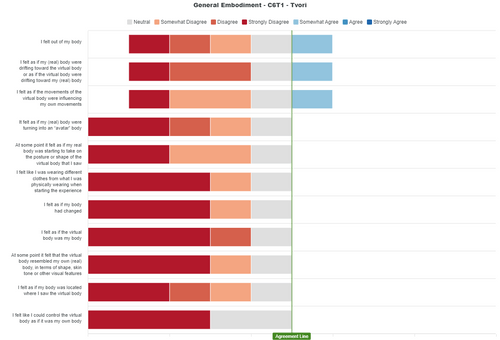 General Embodiment - C6T1 - Tvori
Neutral Somewhat Disagree Disagree Strongly Disagree Somewhat Agree Agree Strongly Agree
I felt out of my body
I felt as if my (real) body were
drifting toward the virtual body
or as if the virtual body were
drifting toward my (real) body
I felt as if the movements of the
virtual body were influencing
my own movements
It felt as if my (real) body were
turning into an "avatar" body
At some point it felt as if my real
body was starting to take on
the posture or shape of the
virtual body that I saw
I felt like I was wearing different
clothes from what I was
physically wearing when
starting the experience
I felt as if my body
had changed
I felt as if the virtual
body was my body
At some point it felt that the virtual
body resembled my own (real)
body, in terms of shape, skin
tone or other visual features
I felt as if my body was located
where I saw the virtual body
I felt like I could control the virtual
body as if it was my own body
Agreement Line